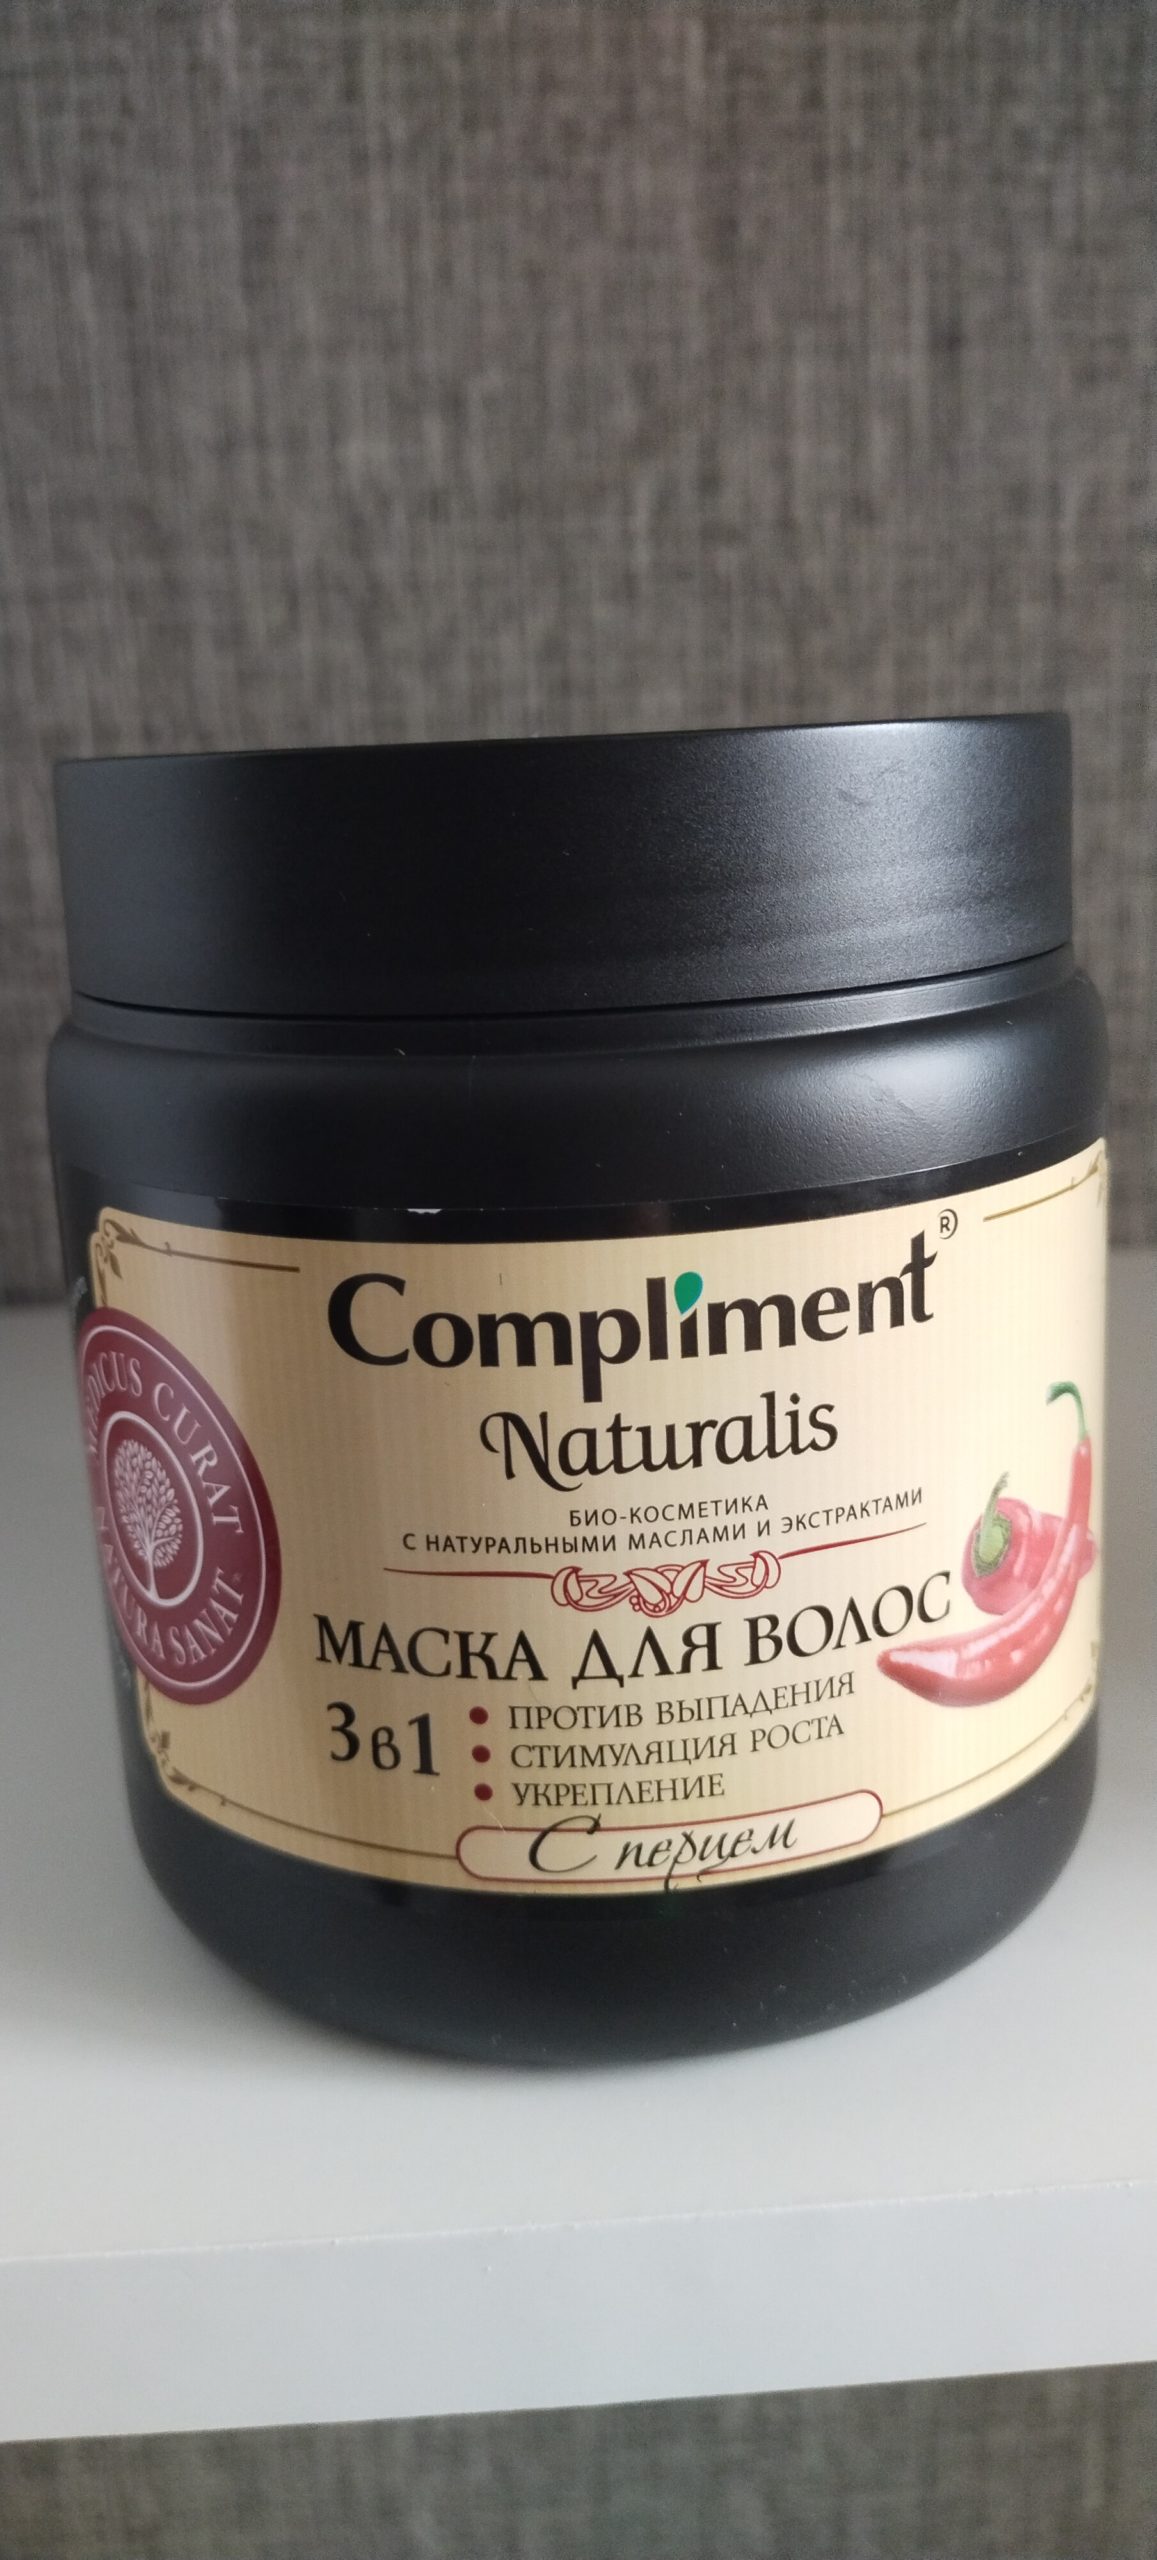 Compliment®
Naturalis
БИО-КОСМЕТИКА
С НАТУРАЛЬНЫМИ МАСЛАМИ И ЭКСТРАКТАМИ
МАСКА ДЛЯ ВОЛОС
3в1
• ПРОТИВ ВЫПАДЕНИЯ
• СТИМУЛЯЦИЯ РОСТА
• УКРЕПЛЕНИЕ
С перцем
MEDICUS CURAT
NATURA SANAT